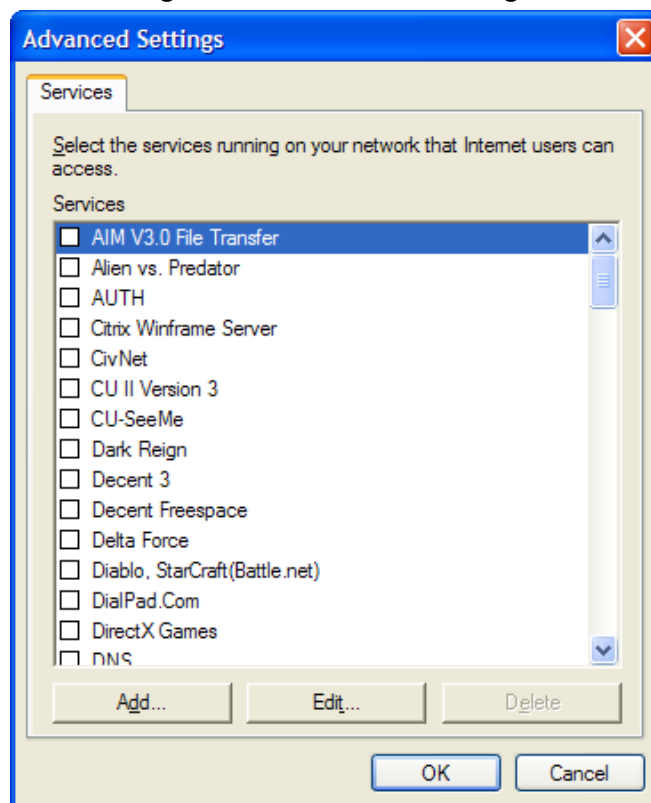 Advanced Settings
Services
Select the services running on your network that Internet users can
access.
Services
AIM V3.0 File Transfer
Alien vs. Predator
AUTH
Citrix Winframe Server
CivNet
CU II Version 3
CU-SeeMe
Dark Reign
Decent 3
Decent Freespace
Delta Force
Diablo, StarCraft(Battle.net)
DialPad.Com
DirectX Games
DNS
Add... Edit... Delete
OK Cancel